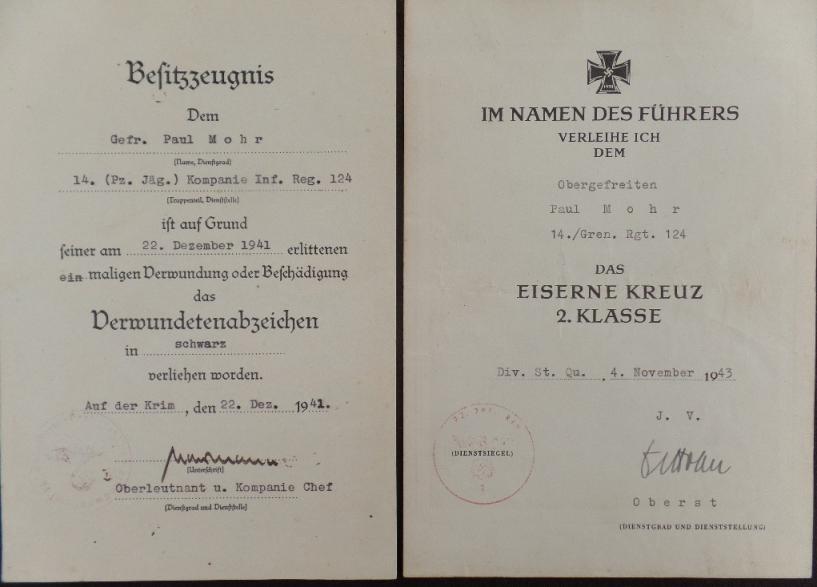 Besitzzeugnis
Dem
Gefr. Paul M o h r
(Name, Dienstgrad)
14. (Pz. Jäg.) Kompanie Inf. Reg. 124
(Truppenteil, Dienststelle)
ist auf Grund
seiner am 22. Dezember 1941 erlittenen
ein maligen Verwundung oder Beschädigung
das
Verwundetenabzeichen
in schwarz
verliehen worden.
Auf der Krim, den 22. Dez. 1941.
(Unterschrift)
Oberleutnant u. Kompanie Chef
(Dienstgrad und Dienststelle)
IM NAMEN DES FÜHRERS
VERLEIHE ICH
DEM
Obergefreiten
Paul M o h r
14./Gren. Rgt. 124
DAS
EISERNE KREUZ
2. KLASSE
Div. St. Qu. , 4. November 1943
J. V.
(DIENSTSIEGEL)
O b e r s t
(DIENSTGRAD UND DIENSTSTELLUNG)